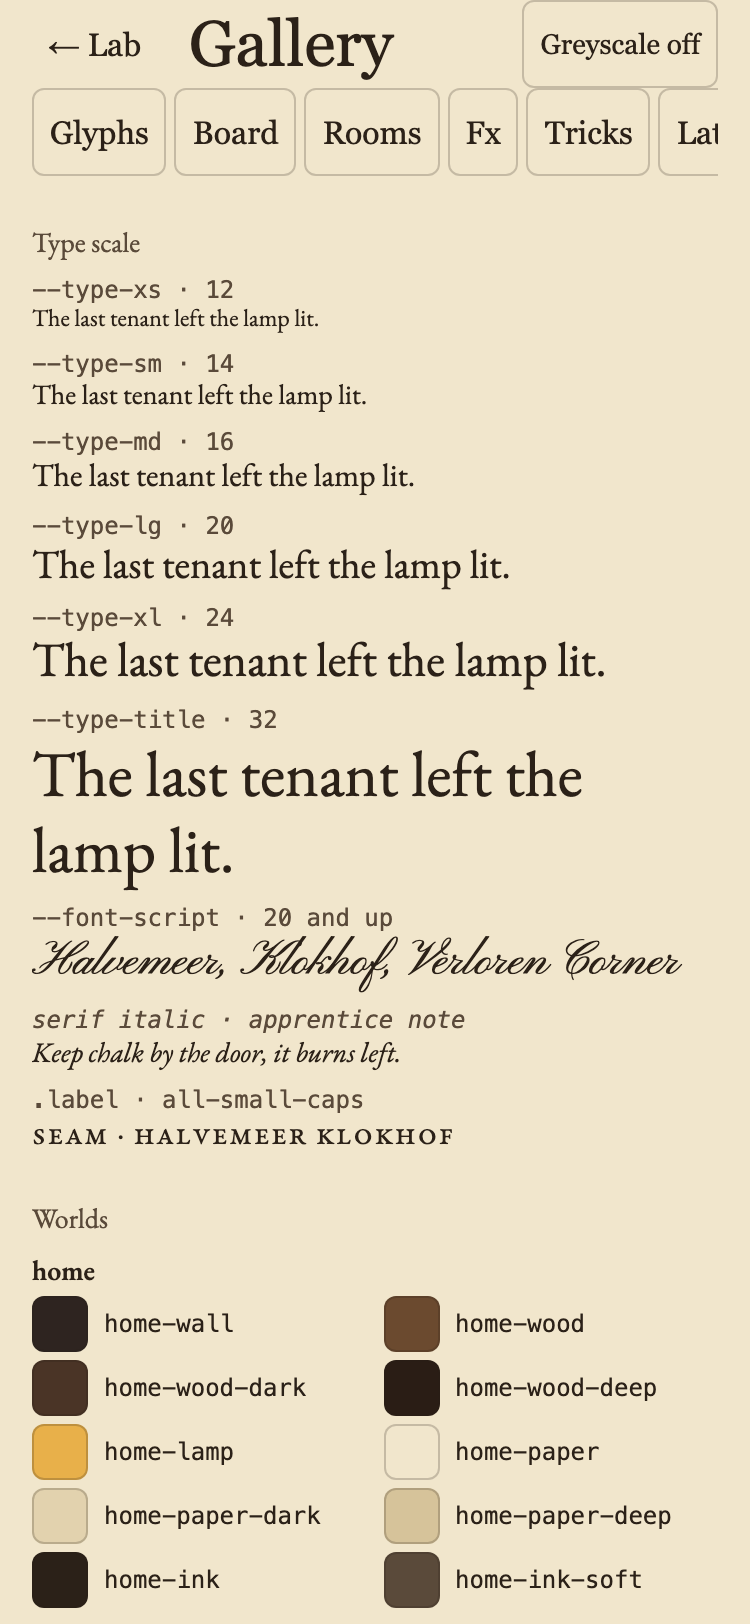 ← Lab
Gallery
Greyscale off
Glyphs
Board
Rooms
Fx
Tricks
Type scale
--type-xs · 12
The last tenant left the lamp lit.
--type-sm · 14
The last tenant left the lamp lit.
--type-md · 16
The last tenant left the lamp lit.
--type-lg · 20
The last tenant left the lamp lit.
--type-xl · 24
The last tenant left the lamp lit.
--type-title · 32
The last tenant left the
lamp lit.
--font-script · 20 and up
Halvemeer, Klokhof, Verloren Corner
serif italic · apprentice note
Keep chalk by the door, it burns left.
.label · all-small-caps
SEAM · HALVEMEER KLOKHOF
Worlds
home
home-wall
home-wood
home-wood-dark
home-wood-deep
home-lamp
home-paper
home-paper-dark
home-paper-deep
home-ink
home-ink-soft